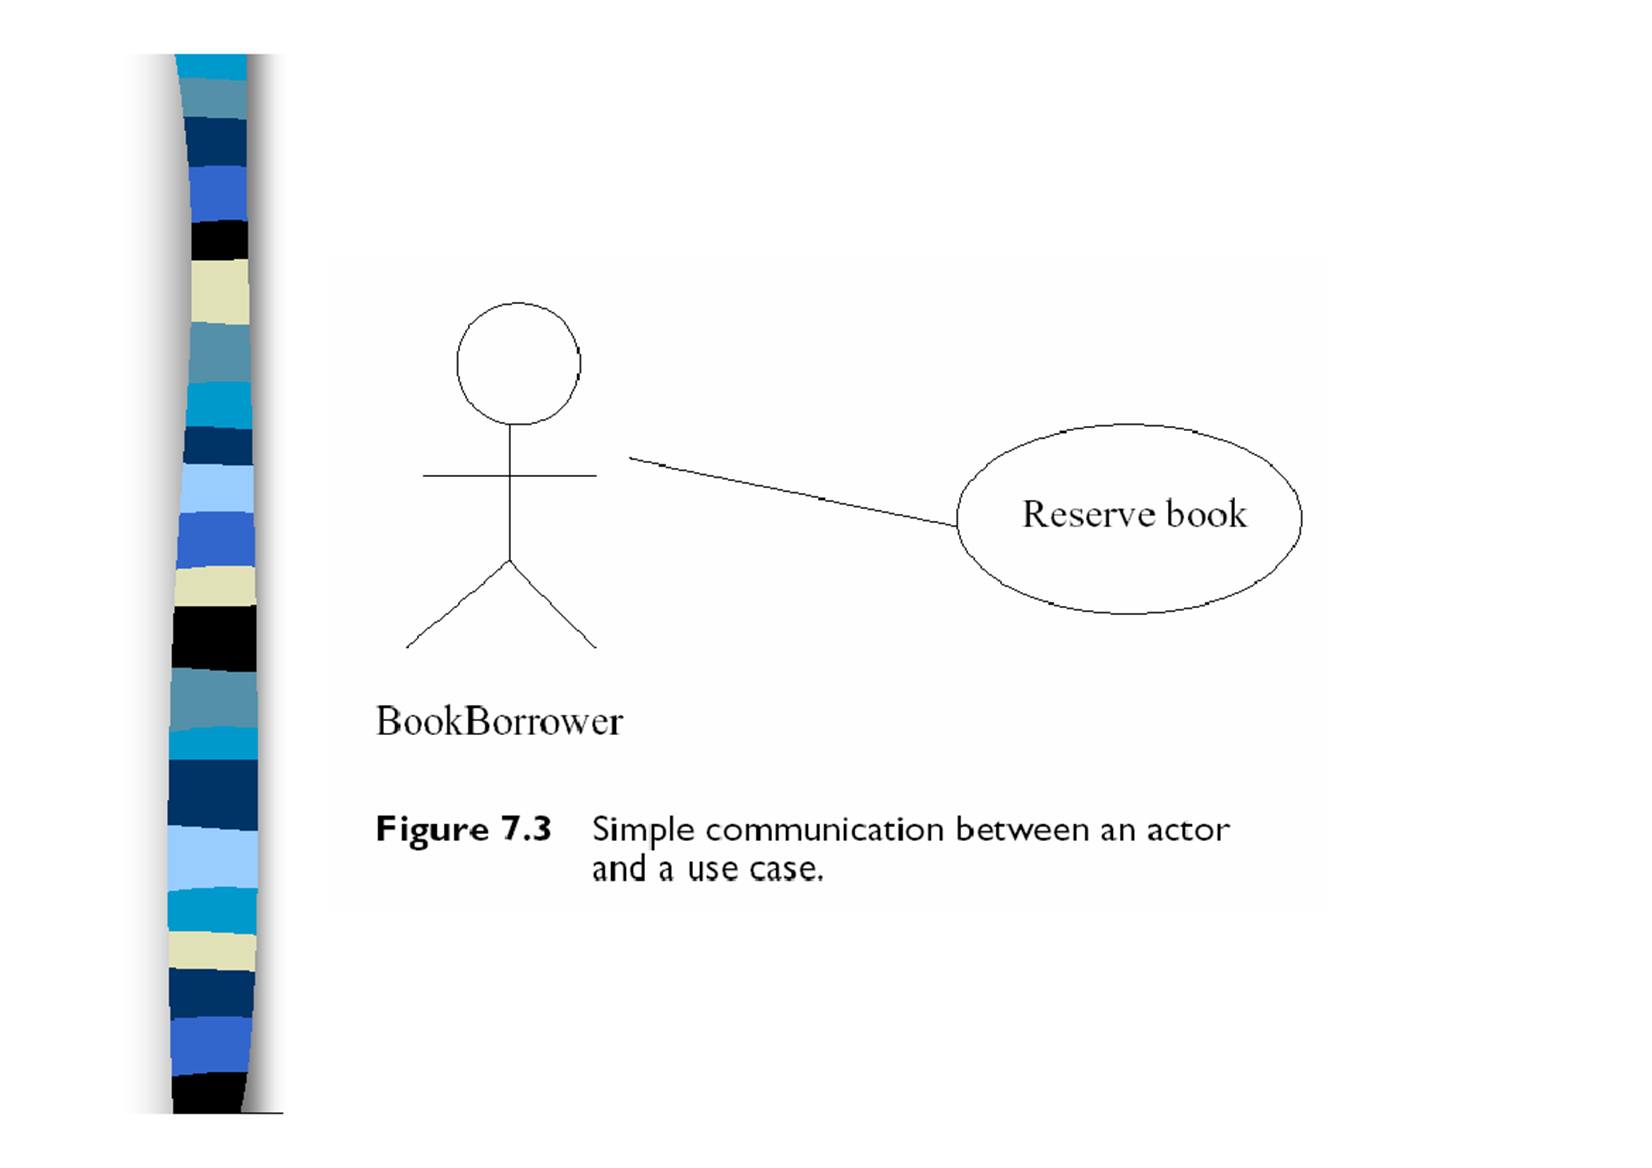 Reserve book
BookBorrower
Figure 7.3 Simple communication between an actor
and a use case.